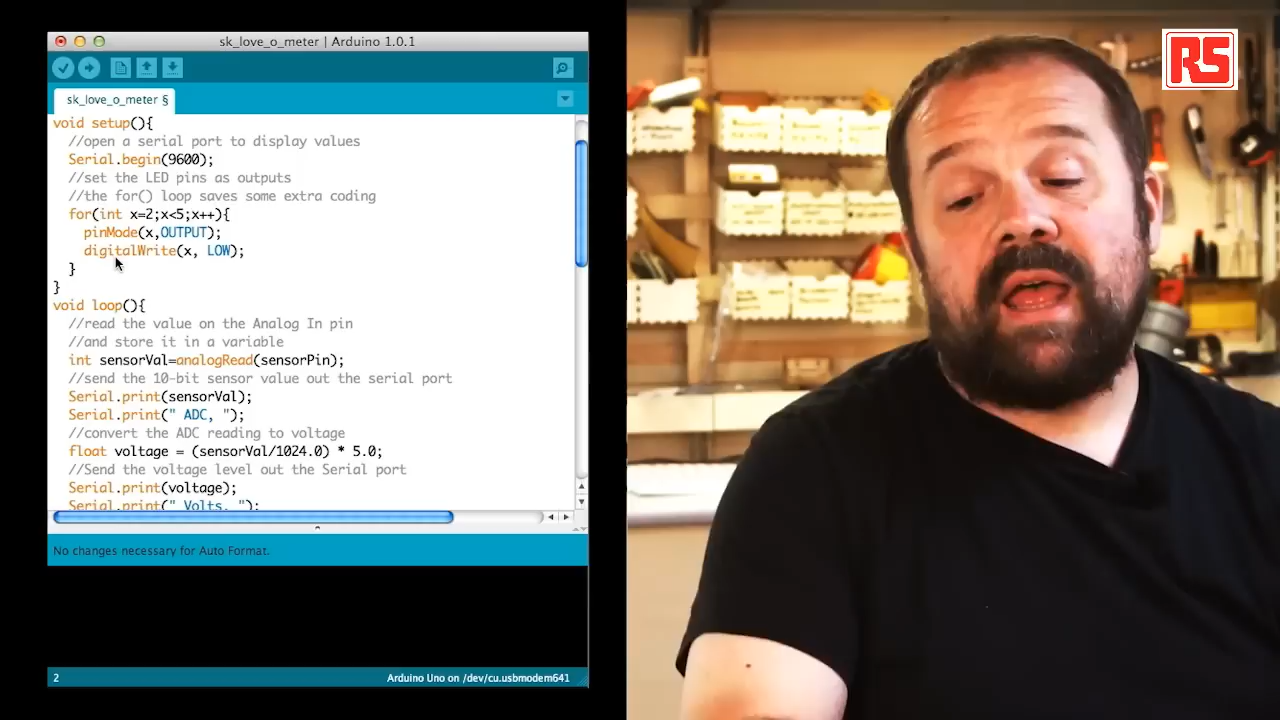 sk_love_o_meter | Arduino 1.0.1
sk_love_o_meter §
void setup(){
//open a serial port to display values
Serial.begin(9600);
//set the LED pins as outputs
//the for() loop saves some extra coding
for(int x=2;x<5;x++){
pinMode(x,OUTPUT);
digitalWrite(x, LOW);
}
}
void loop(){
//read the value on the Analog In pin
//and store it in a variable
int sensorVal=analogRead(sensorPin);
//send the 10-bit sensor value out the serial port
Serial.print(sensorVal);
Serial.print(" ADC, ");
//convert the ADC reading to voltage
float voltage = (sensorVal/1024.0) * 5.0;
//Send the voltage level out the Serial port
Serial.print(voltage);
Serial.print(" Volts, ");
No changes necessary for Auto Format.
2
Arduino Uno on /dev/cu.usbmodem641
RS